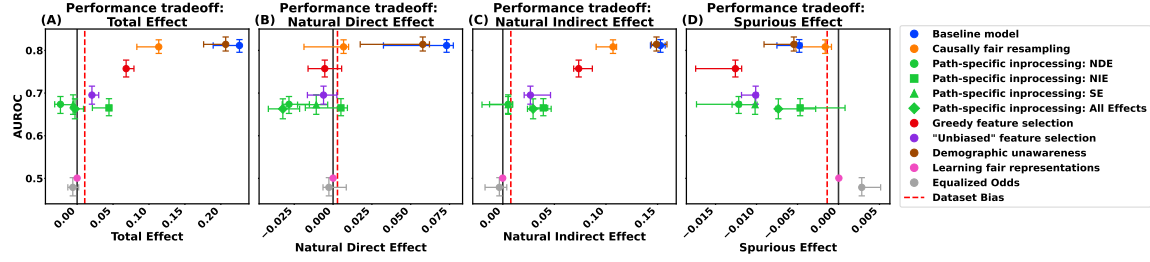 (A) Performance tradeoff:
Total Effect
(B) Performance tradeoff:
Natural Direct Effect
(C) Performance tradeoff:
Natural Indirect Effect
(D) Performance tradeoff:
Spurious Effect
AUROC
0.8
0.7
0.6
0.5
0.00 0.05 0.10 0.15 0.20
Total Effect
−0.025 0.000 0.025 0.050 0.075
Natural Direct Effect
0.00 0.05 0.10 0.15
Natural Indirect Effect
−0.015 −0.010 −0.005 0.000 0.005
Spurious Effect
Baseline model
Causally fair resampling
Path-specific inprocessing: NDE
Path-specific inprocessing: NIE
Path-specific inprocessing: SE
Path-specific inprocessing: All Effects
Greedy feature selection
"Unbiased" feature selection
Demographic unawareness
Learning fair representations
Equalized Odds
Dataset Bias